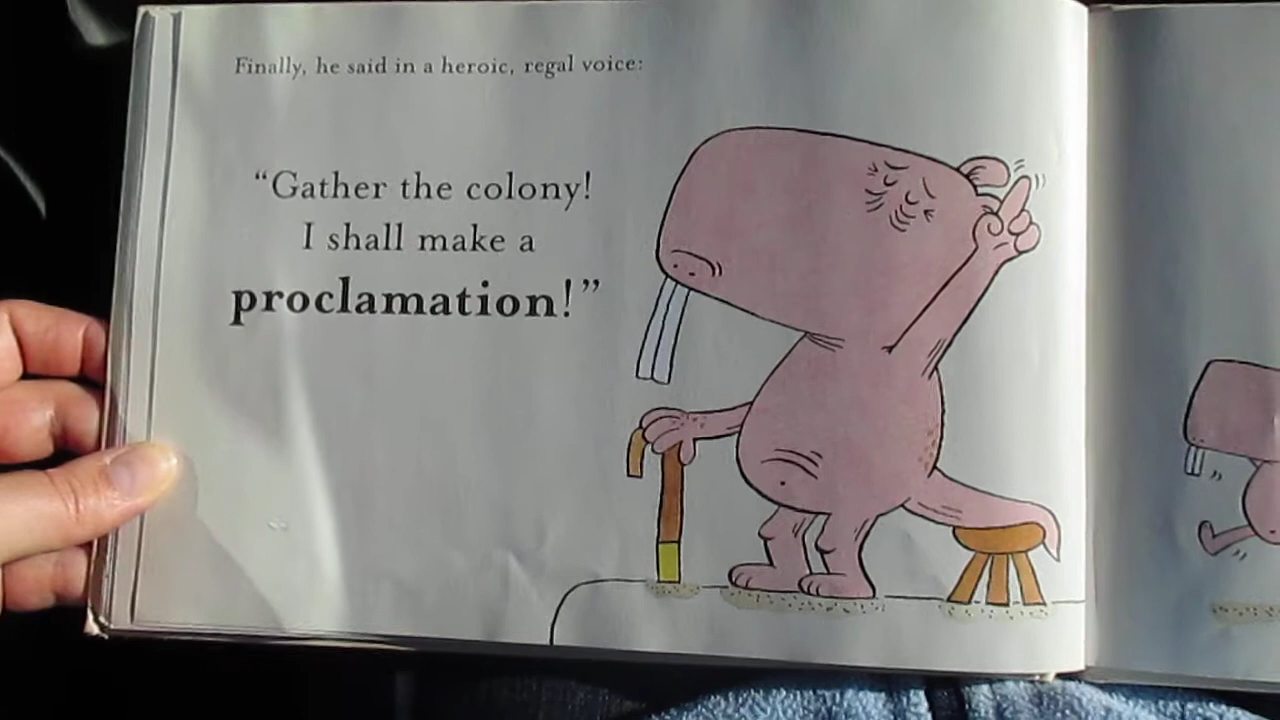 Finally, he said in a heroic, regal voice:
“Gather the colony!
I shall make a
proclamation!”